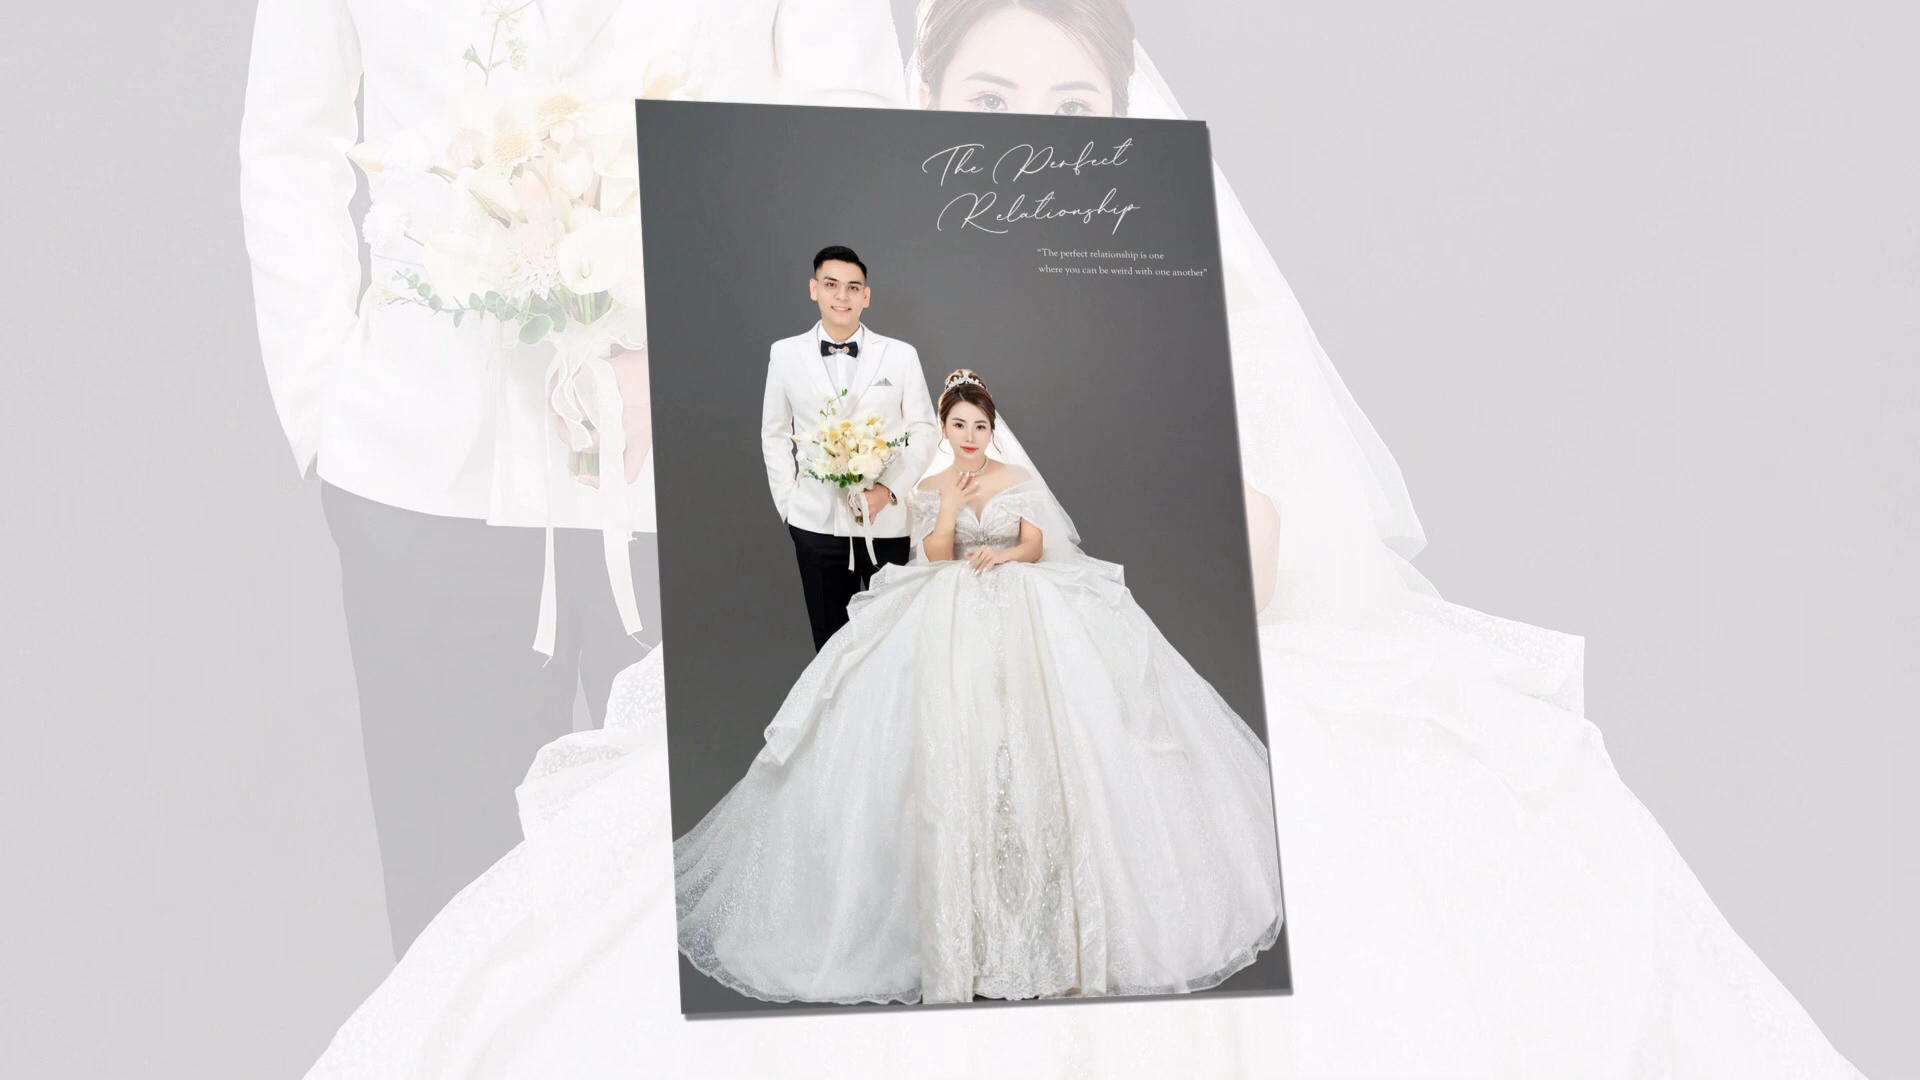 The Perfect
Relationship
“The perfect relationship is one
where you can be weird with one another”